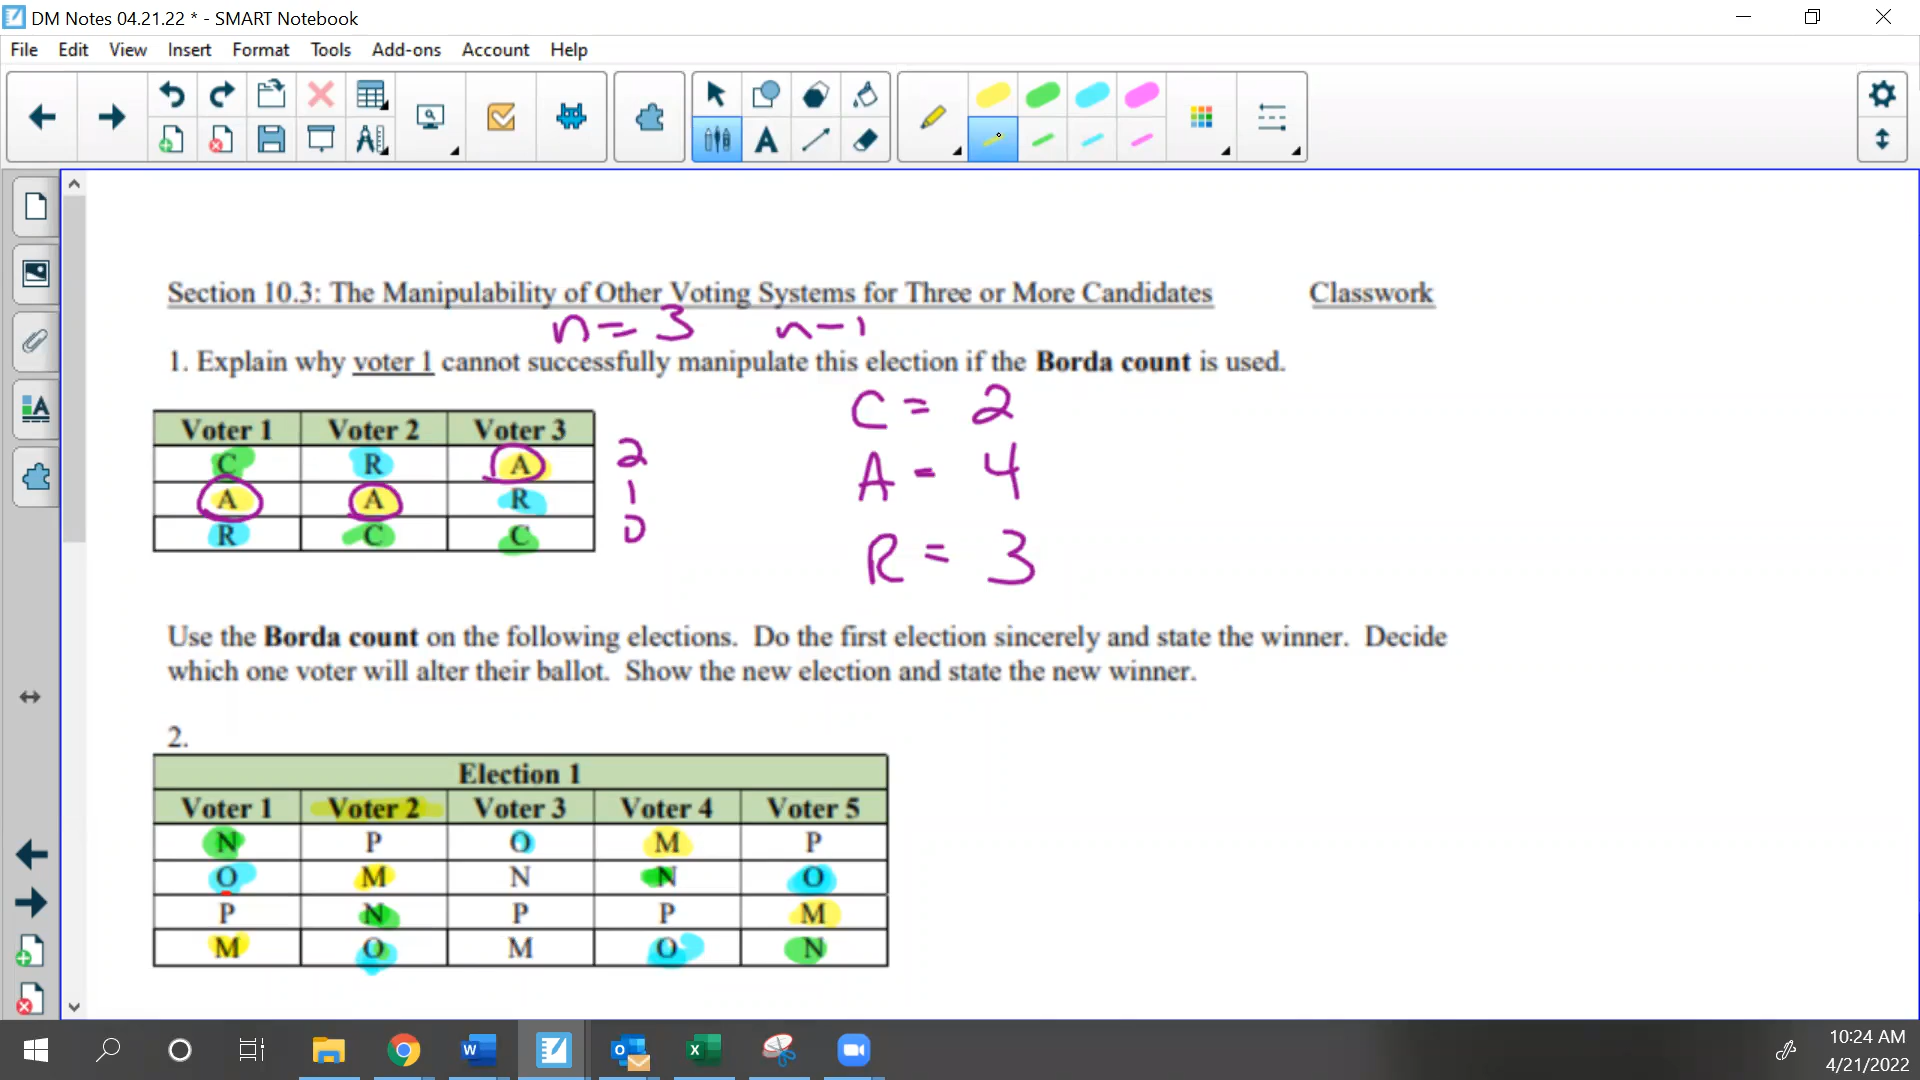 DM Notes 04.21.22 * - SMART Notebook
File Edit View Insert Format Tools Add-ons Account Help
Section 10.3: The Manipulability of Other Voting Systems for Three or More Candidates Classwork
n = 3 n - 1
1. Explain why voter 1 cannot successfully manipulate this election if the Borda count is used.
C = 2
Voter 1 Voter 2 Voter 3
C R A 2
A = 4
A A R 1
R C C 0
R = 3
Use the Borda count on the following elections. Do the first election sincerely and state the winner. Decide
which one voter will alter their ballot. Show the new election and state the new winner.
2.
Election 1
Voter 1 Voter 2 Voter 3 Voter 4 Voter 5
N P O M P
O M N N O
P N P P M
M O M O N
10:24 AM
4/21/2022